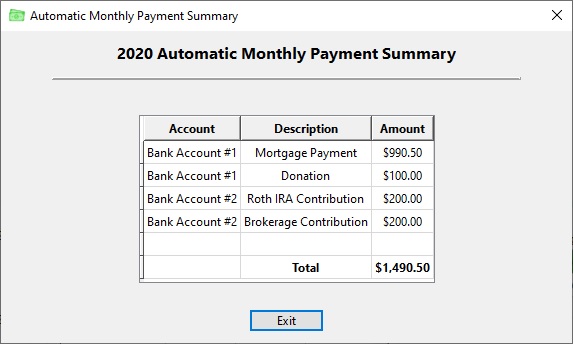 Automatic Monthly Payment Summary
2020 Automatic Monthly Payment Summary
Account Description Amount
Bank Account #1 Mortgage Payment $990.50
Bank Account #1 Donation $100.00
Bank Account #2 Roth IRA Contribution $200.00
Bank Account #2 Brokerage Contribution $200.00
Total $1,490.50
Exit